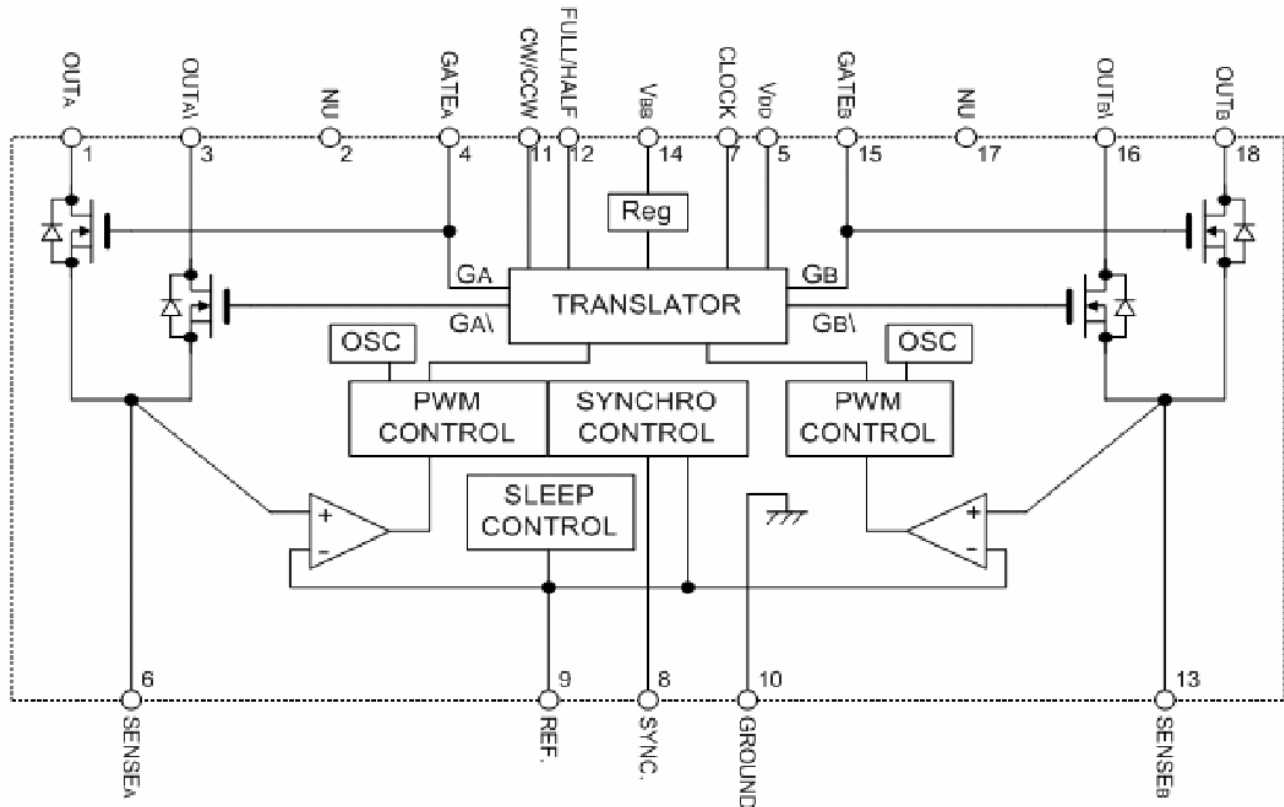 OUTA
OUTA\
NU
GATEA
CW/CCW
FULL/HALF
VBB
CLOCK
VDD
GATEB
NU
OUTB\
OUTB
1
3
2
4
11
12
14
7
5
15
17
16
18
Reg
GA
TRANSLATOR
GB
GA\
GB\
OSC
OSC
PWM
CONTROL
SYNCHRO
CONTROL
PWM
CONTROL
SLEEP
CONTROL
+
-
+
-
6
9
8
10
13
SENSEA
REF.
SYNC.
GROUND
SENSEB